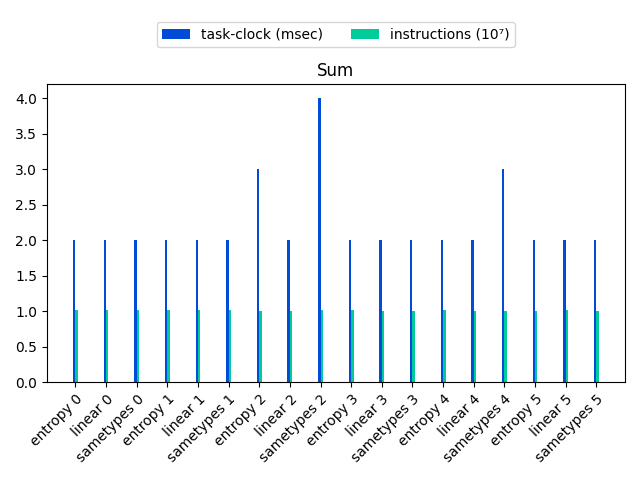 task-clock (msec)
instructions (10⁷)
Sum
4.0
3.5
3.0
2.5
2.0
1.5
1.0
0.5
0.0
entropy 0
linear 0
sametypes 0
entropy 1
linear 1
sametypes 1
entropy 2
linear 2
sametypes 2
entropy 3
linear 3
sametypes 3
entropy 4
linear 4
sametypes 4
entropy 5
linear 5
sametypes 5